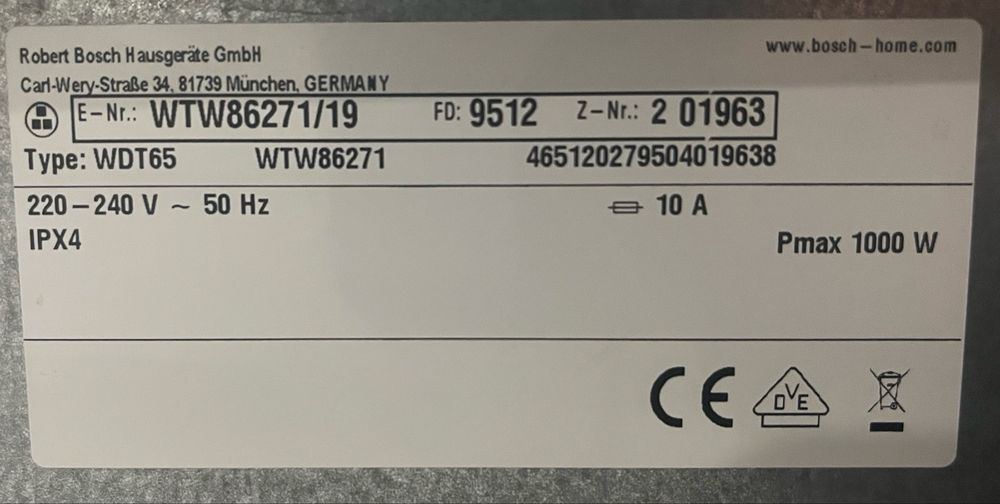 Robert Bosch Hausgeräte GmbH
www.bosch-home.com
Carl-Wery-Straße 34, 81739 München, GERMANY
E-Nr.: WTW86271/19 FD: 9512 Z-Nr.: 2 01963
Type: WDT65 WTW86271 465120279504019638
220-240 V ~ 50 Hz 10 A
IPX4 Pmax 1000 W
CE DVE